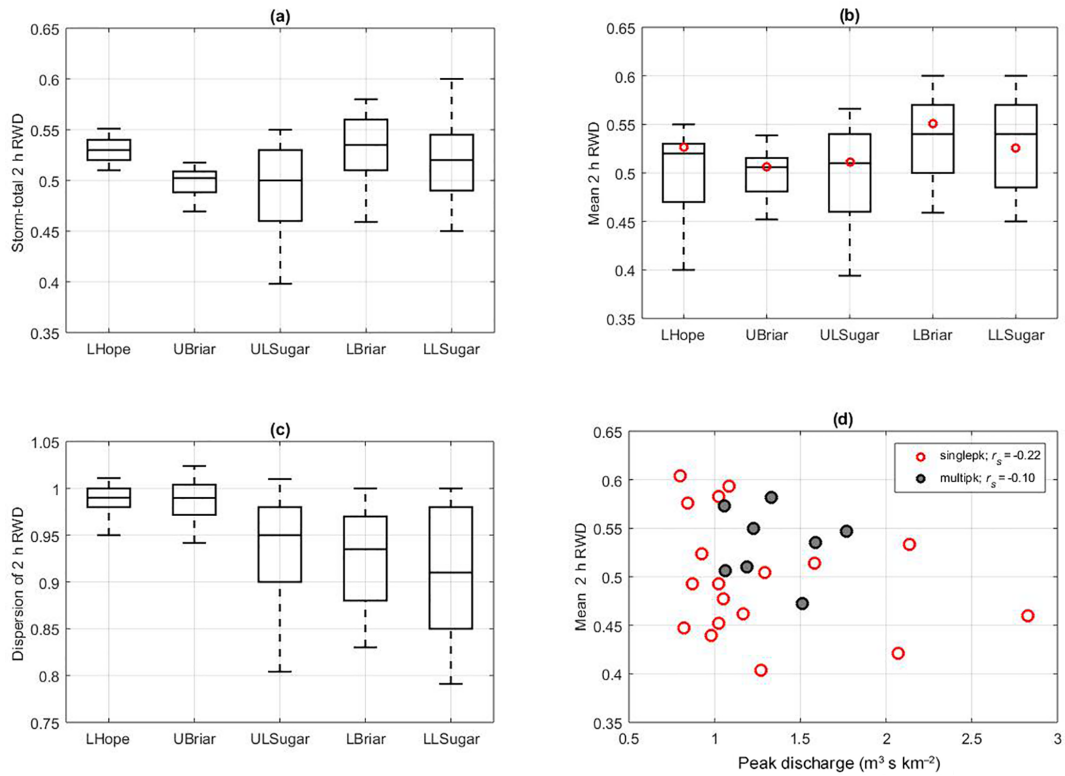 (a)
Storm-total 2 h RWD
0.65
0.6
0.55
0.5
0.45
0.4
0.35
LHope UBriar ULSugar LBriar LLSugar
(b)
Mean 2 h RWD
0.65
0.6
0.55
0.5
0.45
0.4
0.35
LHope UBriar ULSugar LBriar LLSugar
(c)
Dispersion of 2 h RWD
1.05
1
0.95
0.9
0.85
0.8
0.75
LHope UBriar ULSugar LBriar LLSugar
(d)
Mean 2 h RWD
0.65
0.6
0.55
0.5
0.45
0.4
0.35
singlepk; rs = -0.22
multipk; rs = -0.10
0.5 1 1.5 2 2.5 3
Peak discharge (m³ s km⁻²)